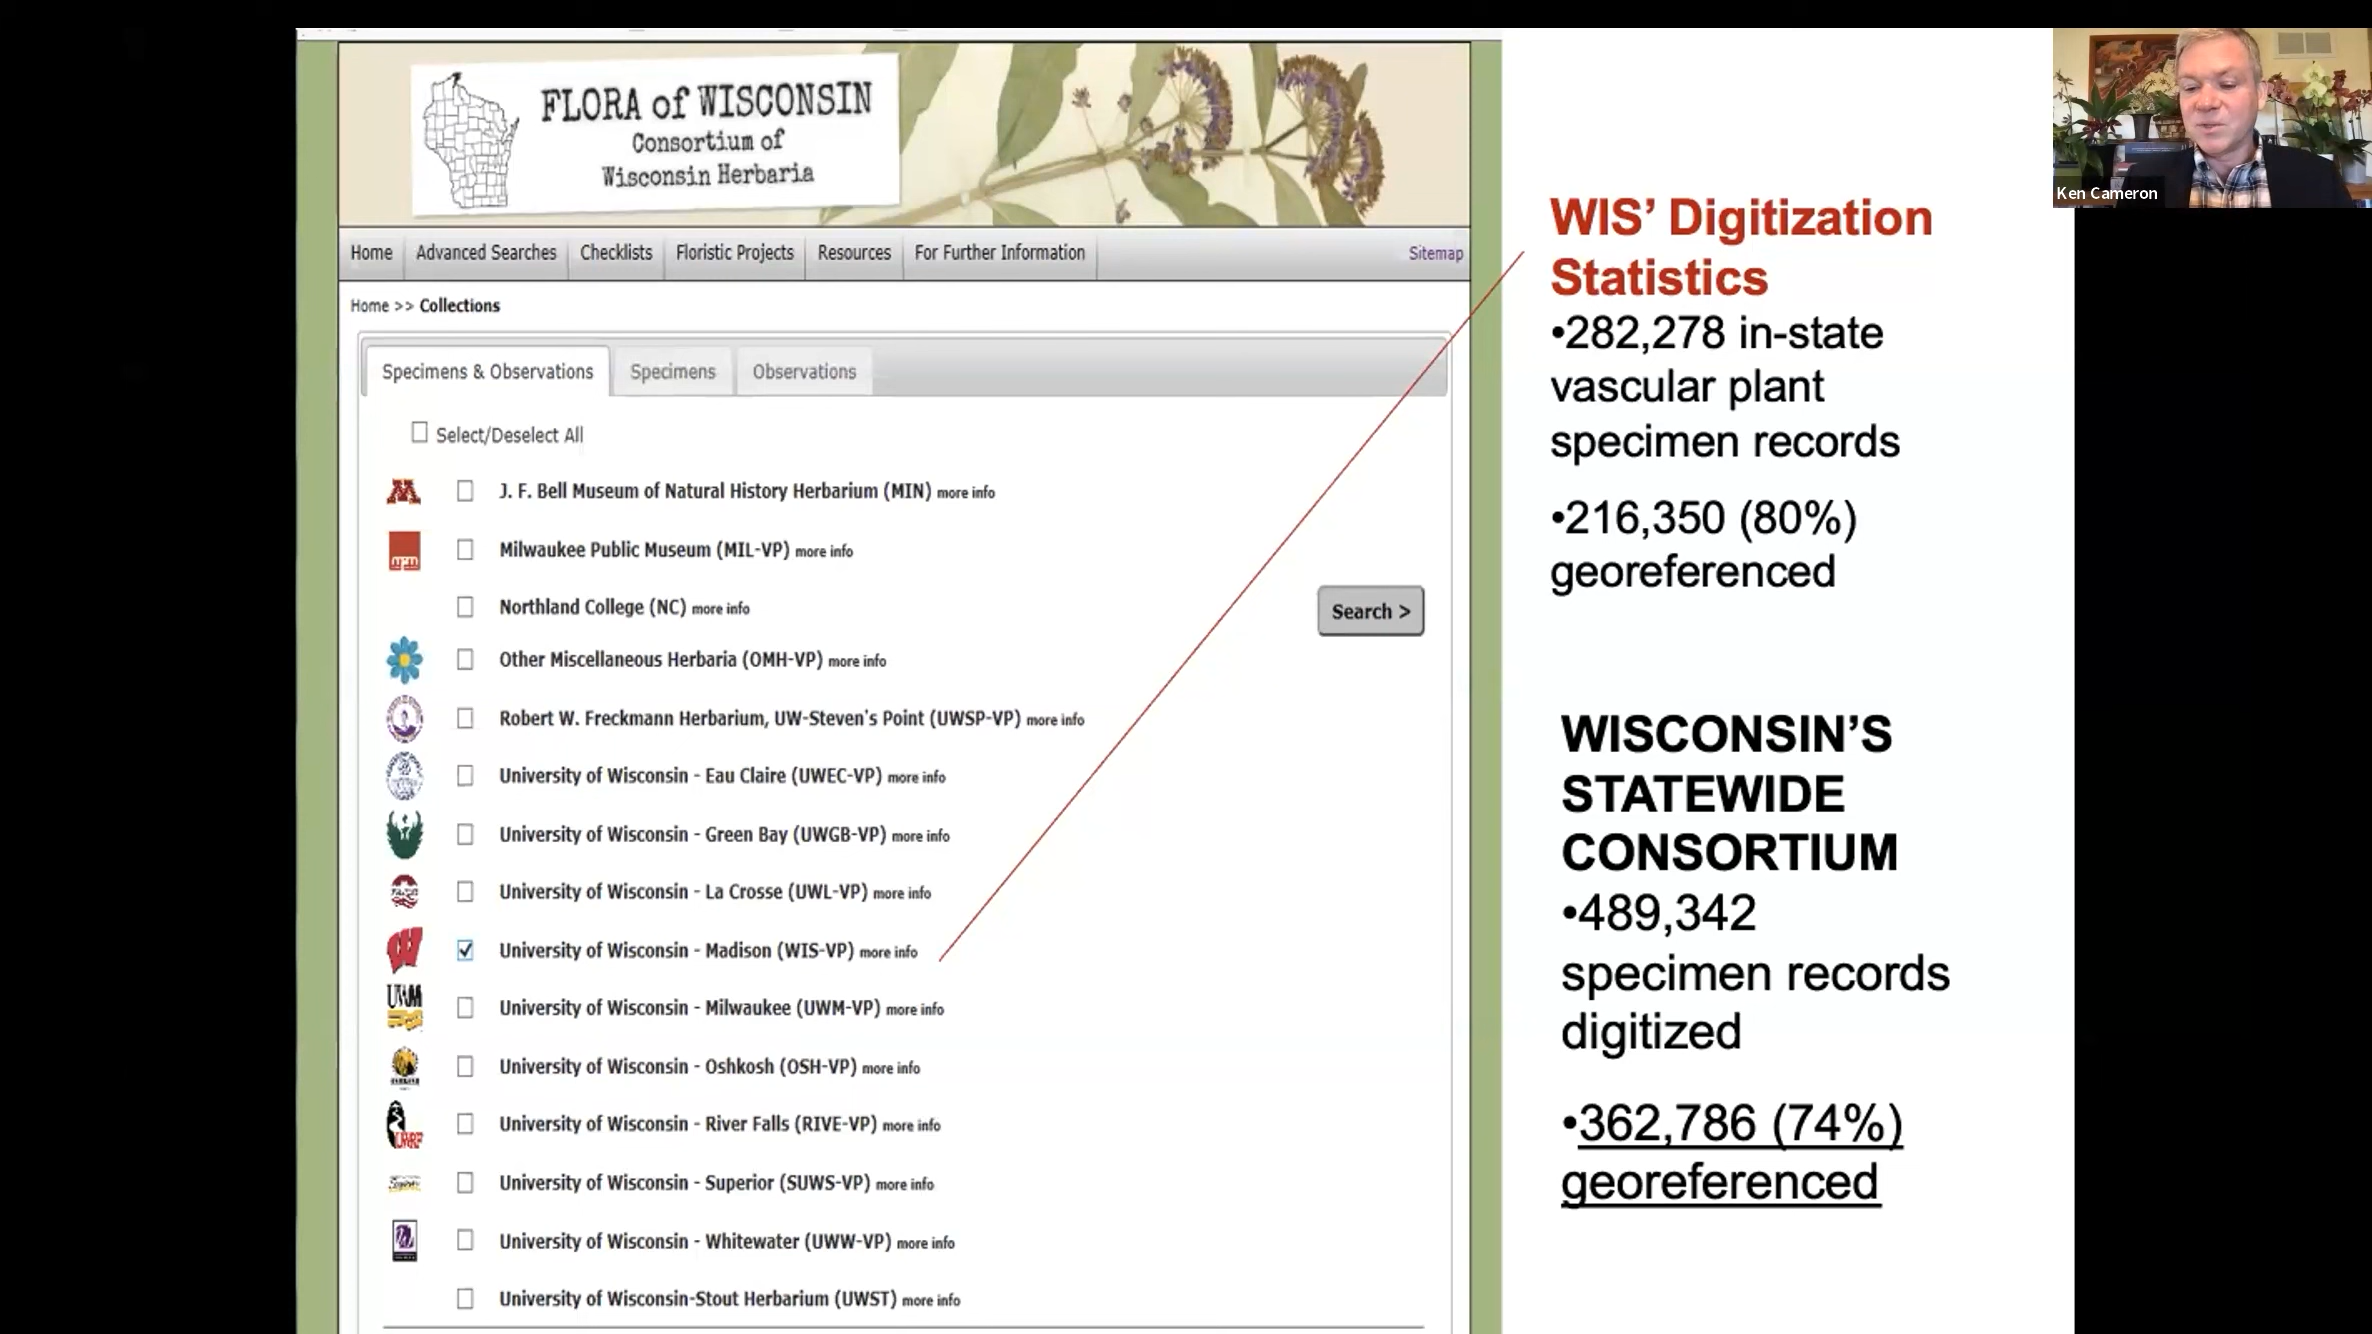 FLORA of WISCONSIN
Consortium of
Wisconsin Herbaria
Home
Advanced Searches
Checklists
Floristic Projects
Resources
For Further Information
Sitemap
Home >> Collections
Specimens & Observations
Specimens
Observations
Select/Deselect All
J. F. Bell Museum of Natural History Herbarium (MIN) more info
Milwaukee Public Museum (MIL-VP) more info
Northland College (NC) more info
Other Miscellaneous Herbaria (OMH-VP) more info
Robert W. Freckmann Herbarium, UW-Steven's Point (UWSP-VP) more info
University of Wisconsin - Eau Claire (UWEC-VP) more info
University of Wisconsin - Green Bay (UWGB-VP) more info
University of Wisconsin - La Crosse (UWL-VP) more info
University of Wisconsin - Madison (WIS-VP) more info
University of Wisconsin - Milwaukee (UWM-VP) more info
University of Wisconsin - Oshkosh (OSH-VP) more info
University of Wisconsin - River Falls (RIVE-VP) more info
University of Wisconsin - Superior (SUWS-VP) more info
University of Wisconsin - Whitewater (UWW-VP) more info
University of Wisconsin-Stout Herbarium (UWST) more info
Search >
M
mpm
W
UWM
WIS’ Digitization
Statistics
•282,278 in-state
vascular plant
specimen records
•216,350 (80%)
georeferenced
WISCONSIN’S
STATEWIDE
CONSORTIUM
•489,342
specimen records
digitized
•362,786 (74%)
georeferenced
Ken Cameron